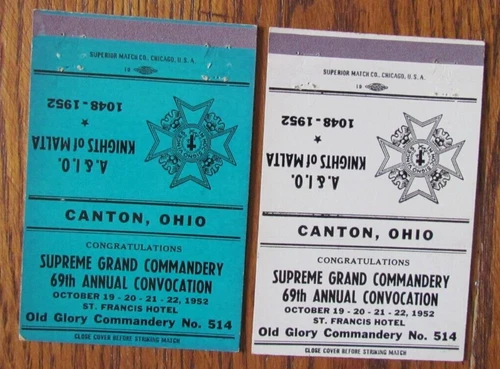 SUPERIOR MATCH CO., CHICAGO, U.S.A.
1048-1952
★
KNIGHTS of MALTA
A. & I. O.
CANTON, OHIO
CONGRATULATIONS
SUPREME GRAND COMMANDERY
69th ANNUAL CONVOCATION
OCTOBER 19 - 20 - 21 - 22, 1952
ST. FRANCIS HOTEL
Old Glory Commandery No. 514
CLOSE COVER BEFORE STRIKING MATCH
SUPERIOR MATCH CO., CHICAGO, U.S.A.
1048-1952
★
KNIGHTS of MALTA
A. & I. O.
CANTON, OHIO
CONGRATULATIONS
SUPREME GRAND COMMANDERY
69th ANNUAL CONVOCATION
OCTOBER 19 - 20 - 21 - 22, 1952
ST. FRANCIS HOTEL
Old Glory Commandery No. 514
CLOSE COVER BEFORE STRIKING MATCH